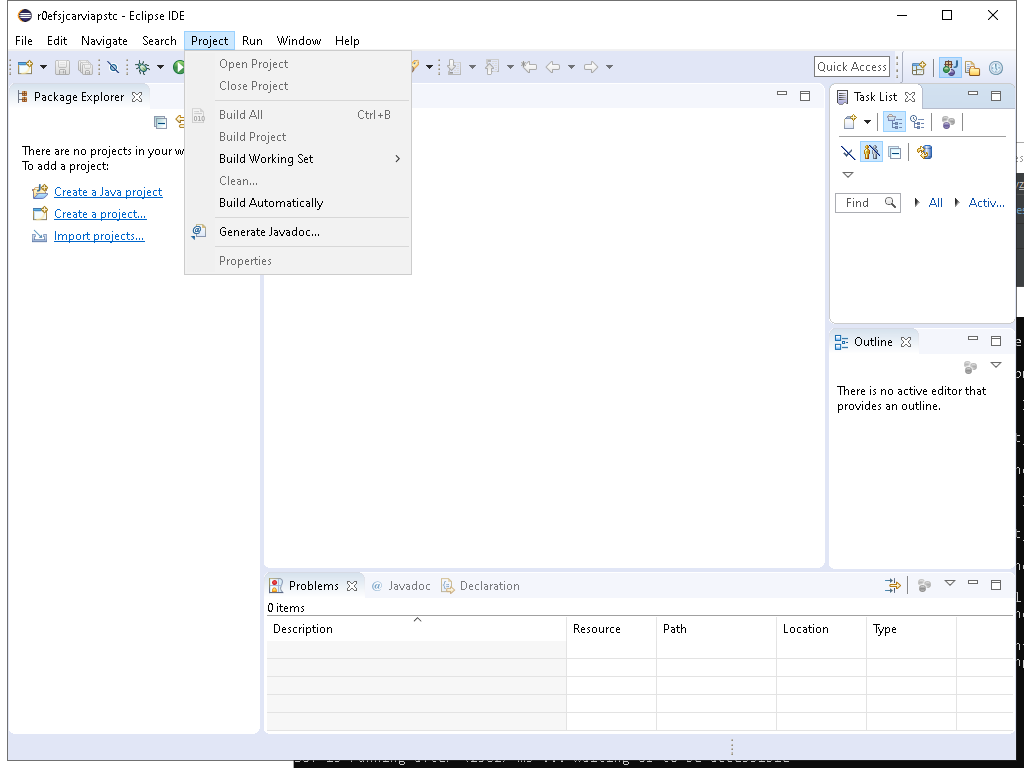 r0efsjcarviapstc - Eclipse IDE
File Edit Navigate Search Project Run Window Help
Open Project
Close Project
Build All Ctrl+B
Build Project
Build Working Set
Clean...
Build Automatically
Generate Javadoc...
Properties
Quick Access
Package Explorer
There are no projects in your
To add a project:
Create a Java project
Create a project...
Import projects...
Task List
Find All Activ...
Outline
There is no active editor that
provides an outline.
Problems Javadoc Declaration
0 items
Description Resource Path Location Type